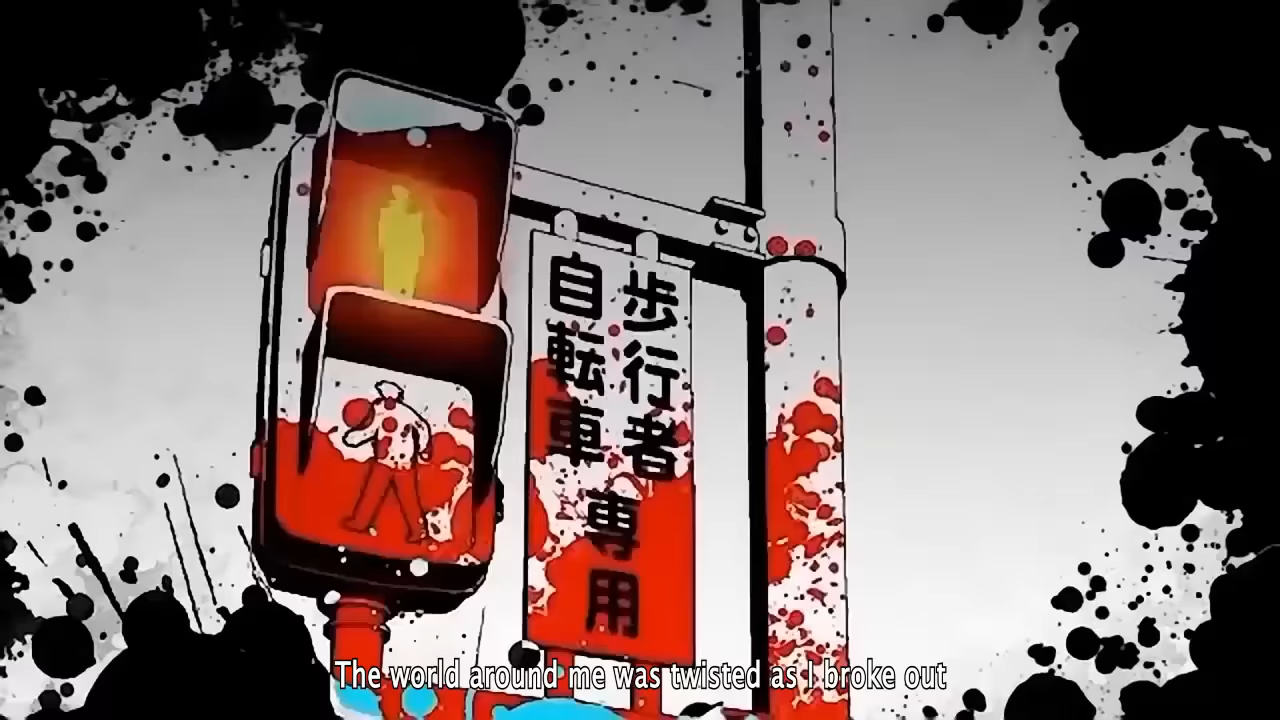 歩行者
自転車
専用
The world around me was twisted as I broke out